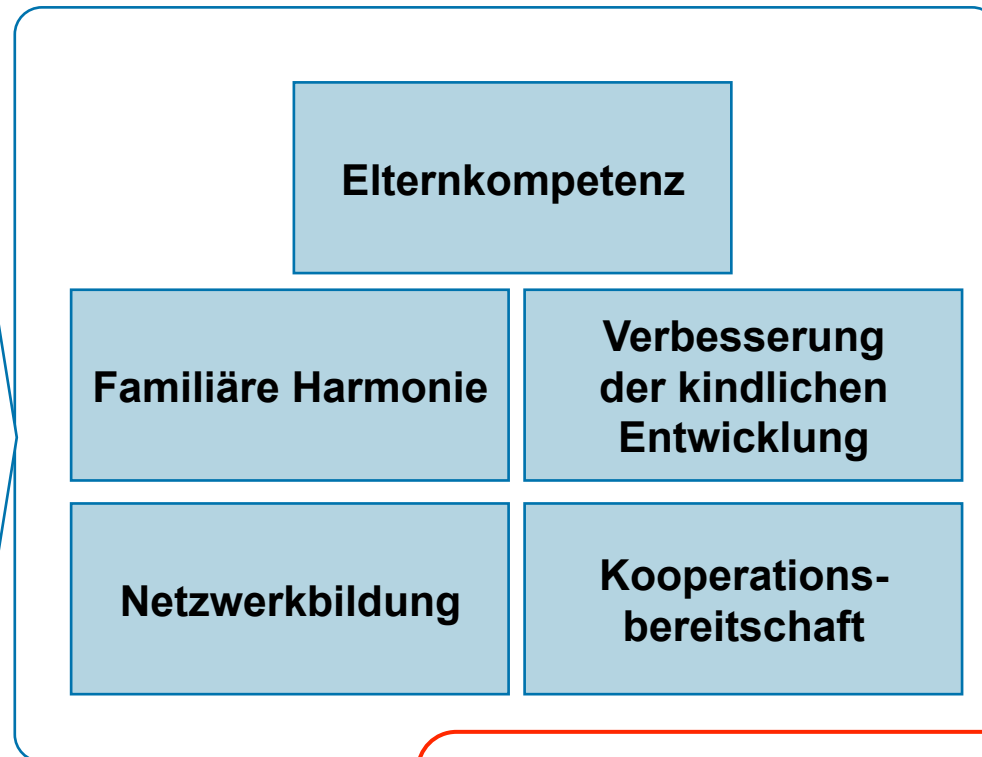 Elternkompetenz
Familiäre Harmonie
Verbesserung
der kindlichen
Entwicklung
Netzwerkbildung
Kooperations-
bereitschaft